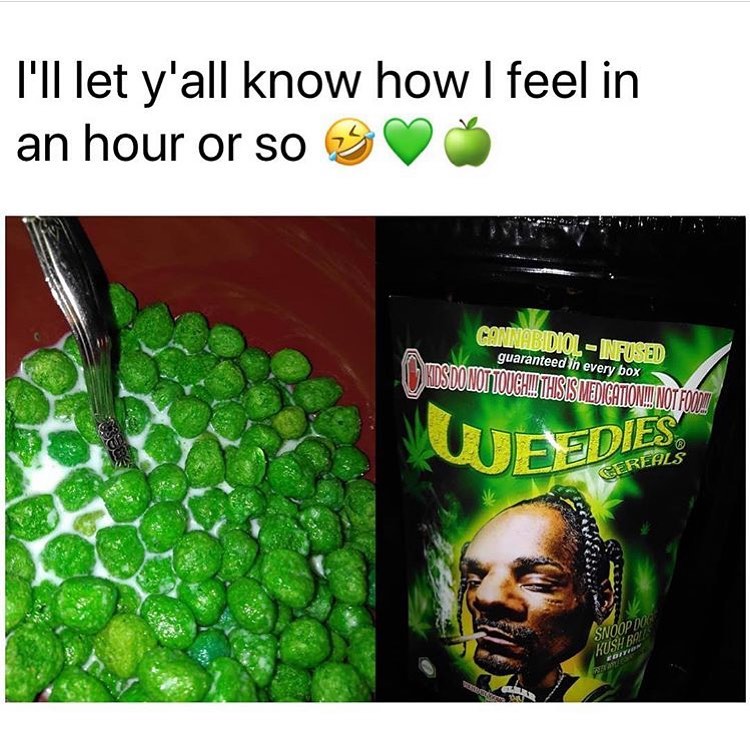 I'll let y'all know how I feel in
an hour or so 🤣💚🍏
CANNABIDIOL - INFUSED
guaranteed in every box
KIDS DO NOT TOUCH!!! THIS IS MEDICATION!!! NOT FOOD!!!
WEEDIES®
CEREALS
SNOOP DOGG
KUSH BALLS
EDITION